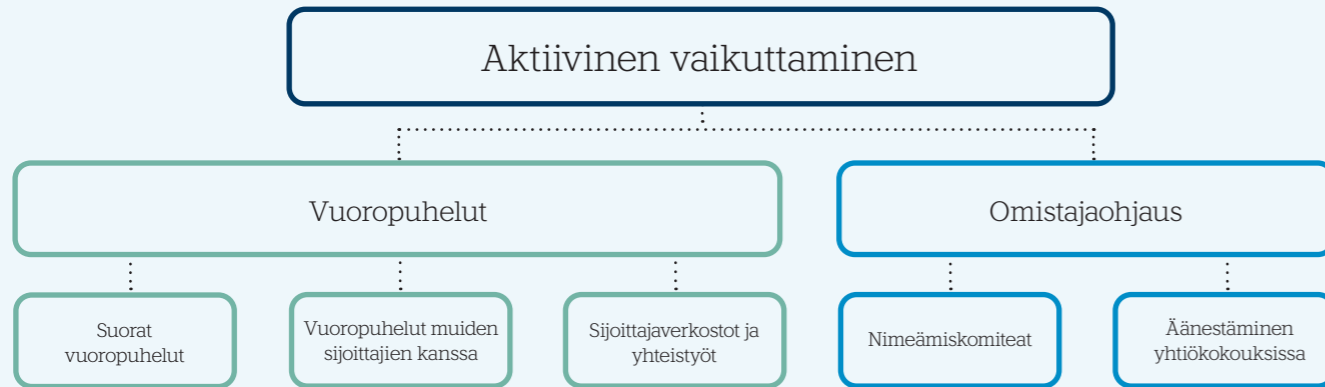 Aktiivinen vaikuttaminen
Vuoropuhelut
Omistajaohjaus
Suorat
vuoropuhelut
Vuoropuhelut muiden
sijoittajien kanssa
Sijoittajaverkostot ja
yhteistyöt
Nimeämiskomiteat
Äänestäminen
yhtiökokouksissa